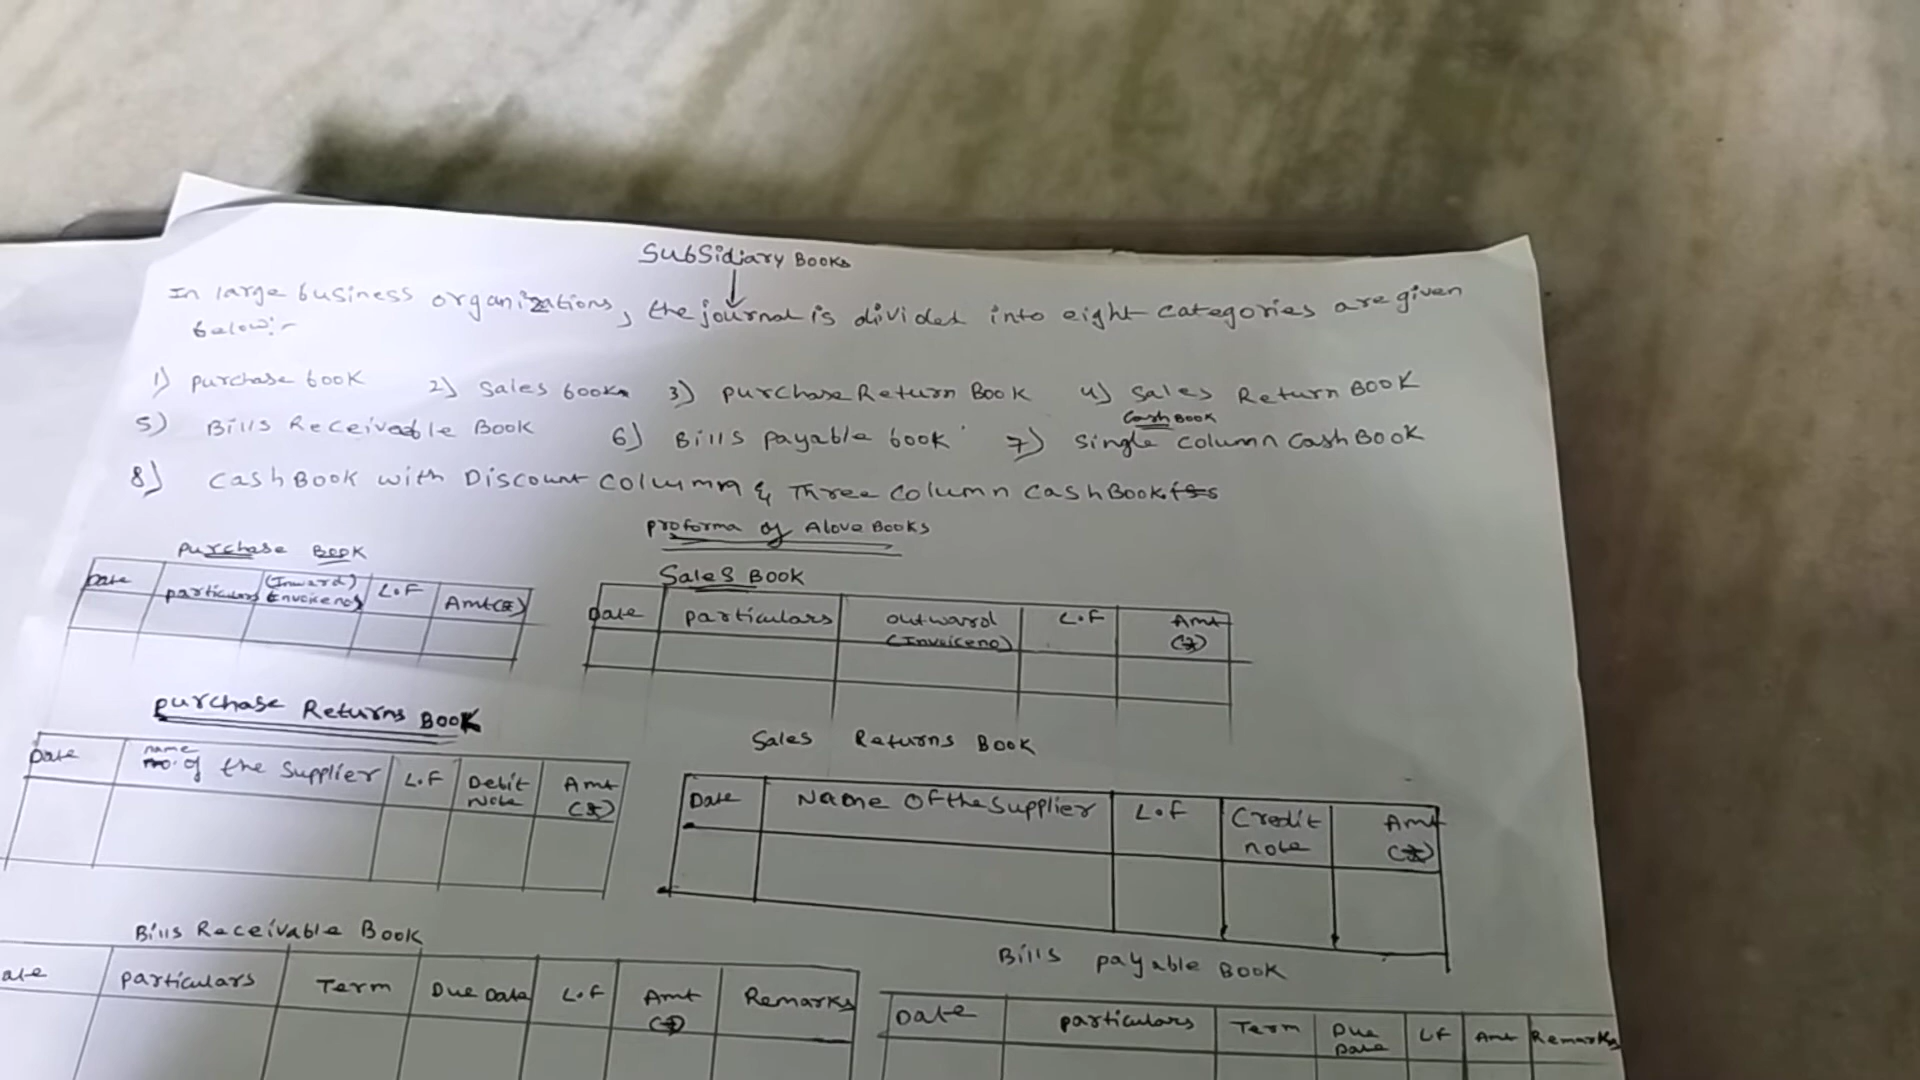 SubSidiary Books
In large business organizations, the journal is divided into eight categories are given
below:-
1) purchase book 2) Sales book 3) purchase Return Book 4) Sales Return Book
Cash Book
5) Bills Receivable Book 6) Bills payable book 7) Single column Cash Book
8) Cash Book with Discount column & Three column Cash Book
proforma of Above Books
purchase Book
Date particulars (Inward) Invoice no L.F Amt(₹)
Sales Book
Date particulars outward (Invoice no) L.F Amt (₹)
purchase Returns Book
Date name of the Supplier L.F Debit Note Amt (₹)
Sales Returns Book
Date Name Of the Supplier L.F Credit note Amt (₹)
Bills Receivable Book
ate particulars Term Due Date L.F Amt (₹) Remarks
Bills payable Book
Date particulars Term Due Date LF Amt Remarks